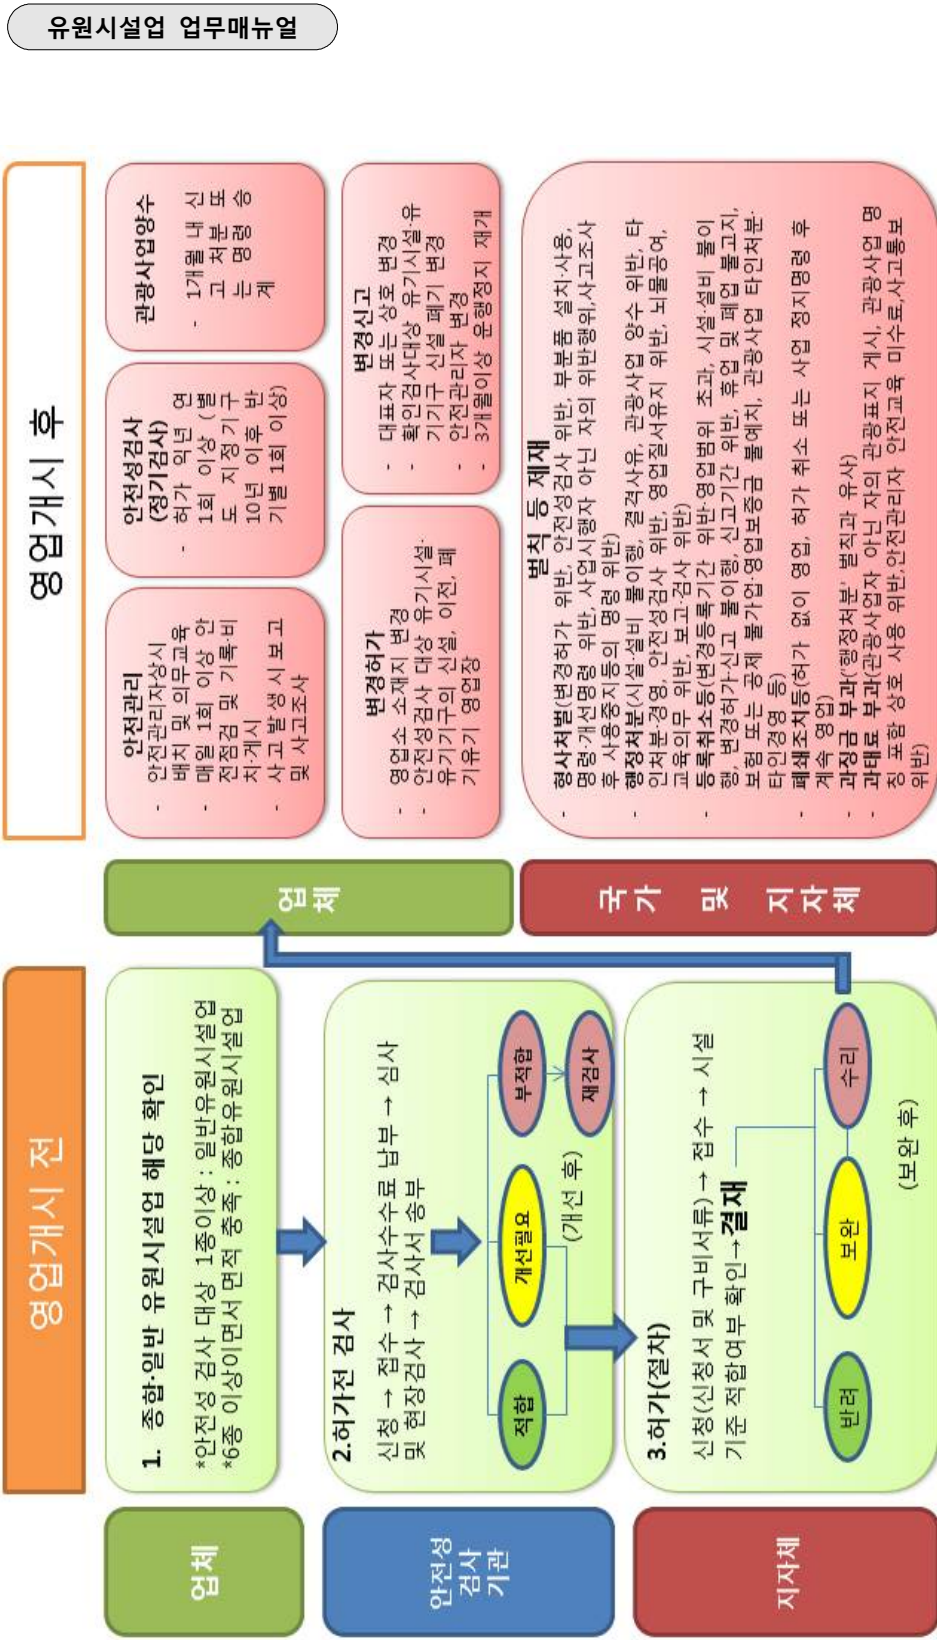 유원시설업 업무매뉴얼
영업개시 전
업체
1. 종합·일반 유원시설업 해당 확인
*안전성 검사 대상 1종이상 : 일반유원시설업
*6종 이상이면서 면적 충족 : 종합유원시설업
안전성
검사
기관
2.허가전 검사
신청 → 접수 → 검사수수료 납부 → 심사
및 현장검사 → 검사서 송부
적합
개선필요
부적합
(개선 후)
재검사
지자체
3.허가(절차)
신청(신청서 및 구비서류) → 접수 → 시설
기준 적합여부 확인→결재
반려
보완
수리
(보완 후)
영업개시 후
업체
안전관리
- 안전관리자상시
배치 및 의무교육
- 매일 1회 이상 안
전점검 및 기록·비
치·게시
- 사고 발생 시 보고
및 사고조사
안전성검사
(정기검사)
- 허가 익년 연
1회 이상 (별
도 지정기구
10년 이후 반
기별 1회 이상)
관광사업양수
- 1개월 내 신
고 처분 또
는 명령 승
계
변경허가
- 영업소 소재지 변경
- 안전성검사 대상 유기시설·
유기기구의 신설, 이전, 폐
기유기 영업장
변경신고
- 대표자 또는 상호 변경
- 확인검사대상 유기시설·유
기기구 신설 폐기 변경
- 안전관리자 변경
- 3개월이상 운행정지 재개
국가 및 지자체
벌칙 등 제재
- 형사처벌(변경허가 위반, 안전성검사 위반, 부분품 설치·사용,
명령·개선명령 위반, 사업시행자 아닌 자의 위반행위,사고조사
후 사용중지등의 명령 위반)
- 행정처분(시설·설비 불이행, 결격사유, 관광사업 양수 위반, 타
인처분·경영, 안전성검사 위반, 영업질서유지 위반, 뇌물공여,
교육의무 위반,보고·검사 위반)
- 등록취소등(변경등록기간 위반·영업범위 초과, 시설·설비 불이
행, 변경허가·신고 불이행, 신고기간 위반, 휴업 및 폐업 불고지,
보험 또는 공제 불가업·영업보증금 불예치, 관광사업 타인처분·
타인경영 등)
- 폐쇄조치등(허가 없이 영업, 허가 취소 또는 사업 정지명령 후
계속 영업)
- 과징금 부과('행정처분' 벌칙과 유사)
- 과태료 부과(관광사업자 아닌 자의 관광표지 게시, 관광사업 명
칭 포함 상호 사용 위반,안전관리자 안전교육 미수료,사고통보
위반)